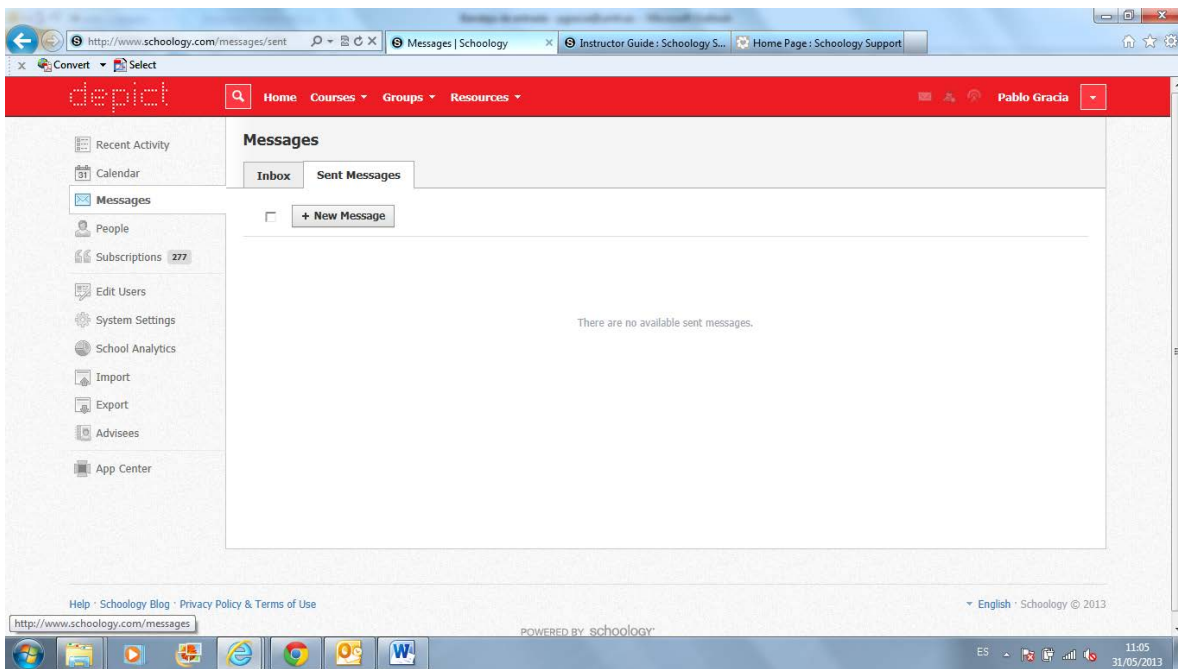 http://www.schoology.com/messages/sent
Messages | Schoology
Instructor Guide : Schoology S...
Home Page : Schoology Support
x Convert Select
depict
Home Courses Groups Resources
Pablo Gracia
Recent Activity
31 Calendar
Messages
People
Subscriptions 277
Edit Users
System Settings
School Analytics
Import
Export
Advisees
App Center
Messages
Inbox Sent Messages
+ New Message
There are no available sent messages.
Help · Schoology Blog · Privacy Policy & Terms of Use
English · Schoology © 2013
http://www.schoology.com/messages
POWERED BY schoology
ES
11:05
31/05/2013